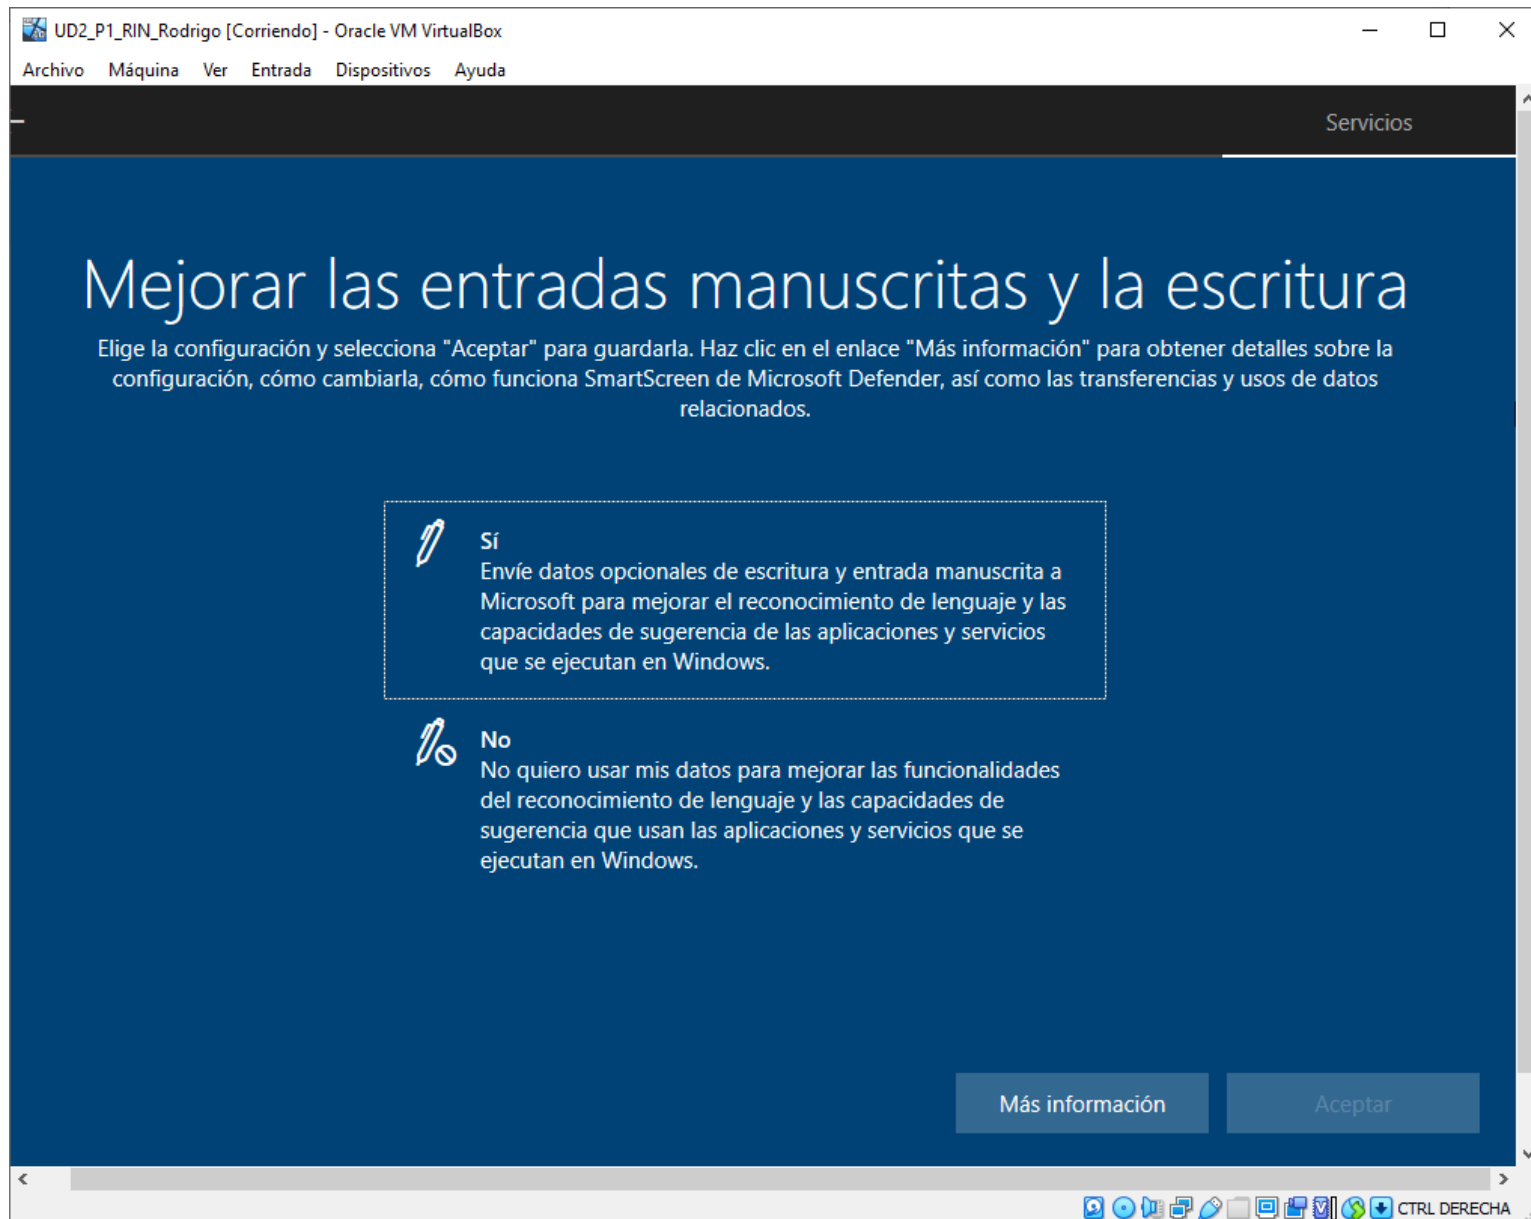 UD2_P1_RIN_Rodrigo [Corriendo] - Oracle VM VirtualBox
Archivo Máquina Ver Entrada Dispositivos Ayuda
Servicios
Mejorar las entradas manuscritas y la escritura
Elige la configuración y selecciona "Aceptar" para guardarla. Haz clic en el enlace "Más información" para obtener detalles sobre la
configuración, cómo cambiarla, cómo funciona SmartScreen de Microsoft Defender, así como las transferencias y usos de datos
relacionados.
Sí
Envíe datos opcionales de escritura y entrada manuscrita a
Microsoft para mejorar el reconocimiento de lenguaje y las
capacidades de sugerencia de las aplicaciones y servicios
que se ejecutan en Windows.
No
No quiero usar mis datos para mejorar las funcionalidades
del reconocimiento de lenguaje y las capacidades de
sugerencia que usan las aplicaciones y servicios que se
ejecutan en Windows.
Más información Aceptar
CTRL DERECHA